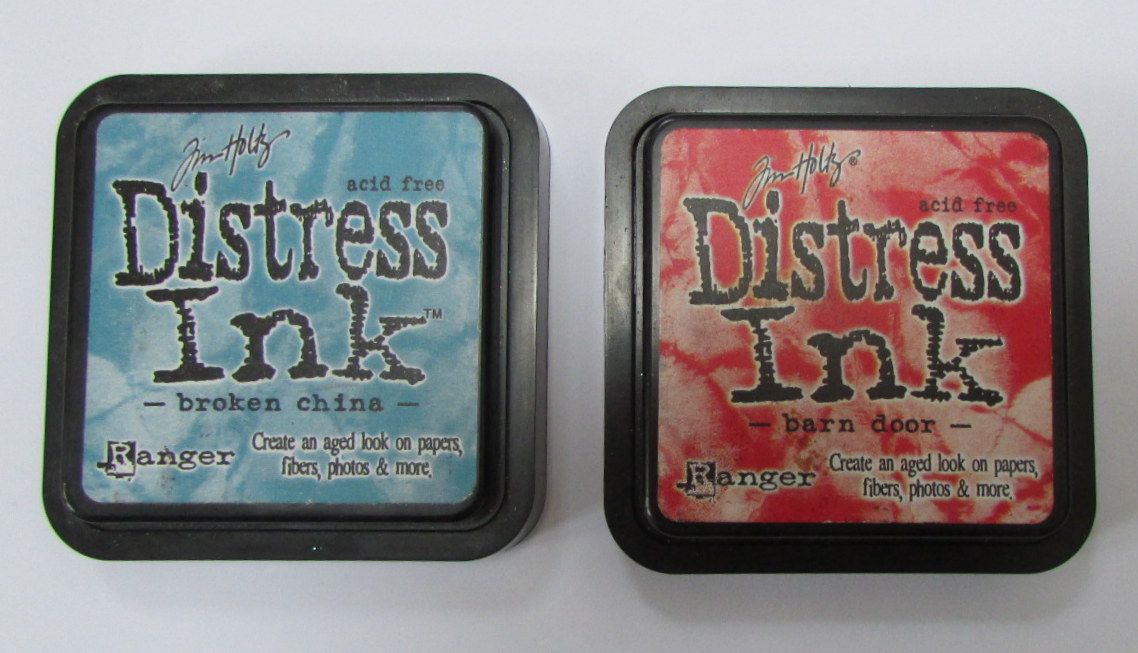 Tim Holtz
acid free
Distress
Ink™
— broken china —
Ranger
Create an aged look on papers,
fibers, photos & more.
Tim Holtz®
acid free
Distress
Ink
— barn door —
Ranger
Create an aged look on papers,
fibers, photos & more.